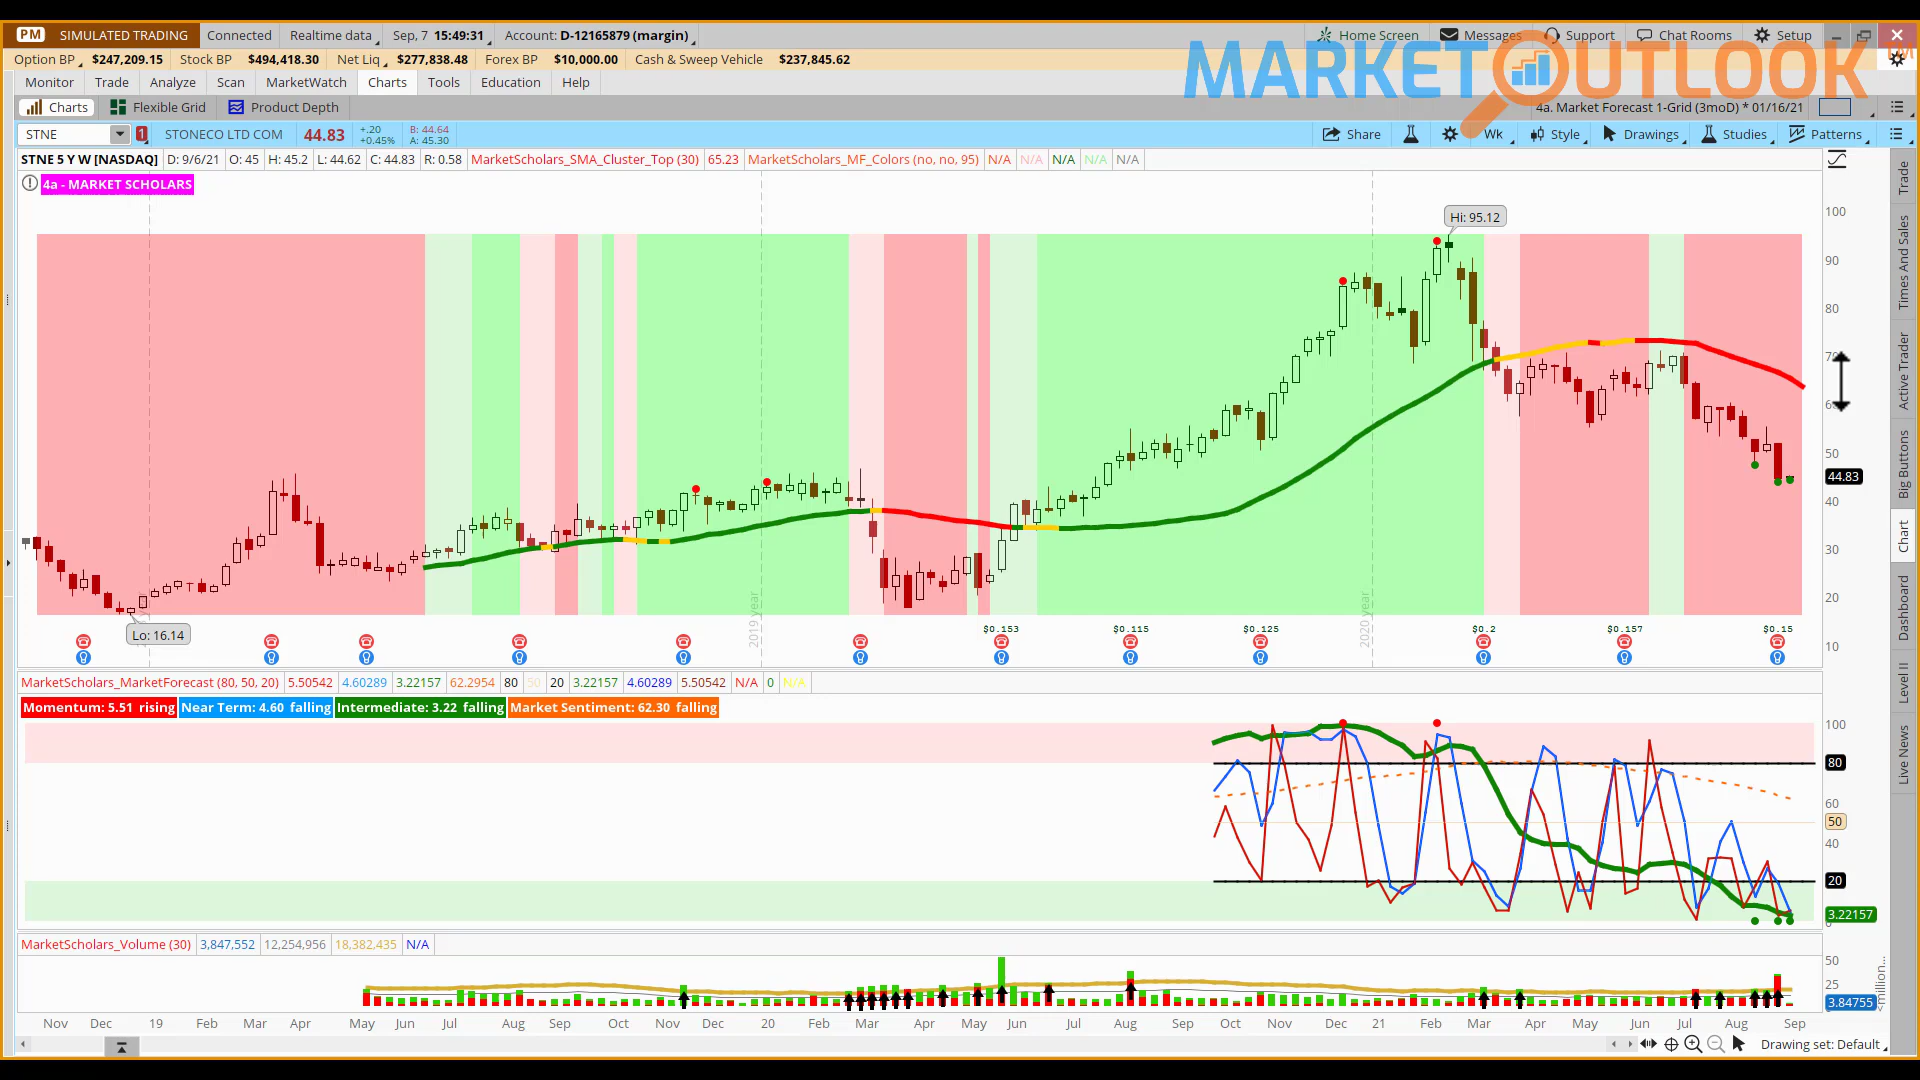 PM SIMULATED TRADING Connected Realtime data Sep, 7 15:49:31 Account: D-12165879 (margin) Home Screen Messages Support Chat Rooms Setup
Option BP $247,209.15 Stock BP $494,418.30 Net Liq $277,838.48 Forex BP $10,000.00 Cash & Sweep Vehicle $237,845.62
MARKET OUTLOOK
Monitor Trade Analyze Scan MarketWatch Charts Tools Education Help
Charts Flexible Grid Product Depth 4a. Market Forecast 1-Grid (3moD) * 01/16/21
STNE 1 STONECO LTD COM 44.83 +.20 +0.45% B: 44.64 A: 45.30 Share Wk Style Drawings Studies Patterns
STNE 5 Y W [NASDAQ] D: 9/6/21 O: 45 H: 45.2 L: 44.62 C: 44.83 R: 0.58 MarketScholars_SMA_Cluster_Top (30) 65.23 MarketScholars_MF_Colors (no, no, 95) N/A N/A N/A N/A N/A
4a - MARKET SCHOLARS
Hi: 95.12
100
90
80
70
60
50
44.83
40
30
20
10
Lo: 16.14
2019 year
2020 year
$0.153 $0.115 $0.125 $0.2 $0.157 $0.15
MarketScholars_MarketForecast (80, 50, 20) 5.50542 4.60289 3.22157 62.2954 80 50 20 3.22157 4.60289 5.50542 N/A 0 N/A
Momentum: 5.51 rising Near Term: 4.60 falling Intermediate: 3.22 falling Market Sentiment: 62.30 falling
100
80
60
50
40
20
3.22157
MarketScholars_Volume (30) 3,847,552 12,254,956 18,382,435 N/A
50
25
3.84755
<million...
Nov Dec 19 Feb Mar Apr May Jun Jul Aug Sep Oct Nov Dec 20 Feb Mar Apr May Jun Jul Aug Sep Oct Nov Dec 21 Feb Mar Apr May Jun Jul Aug Sep
Drawing set: Default
Trade
Times And Sales
Active Trader
Big Buttons
Chart
Dashboard
Level II
Live News